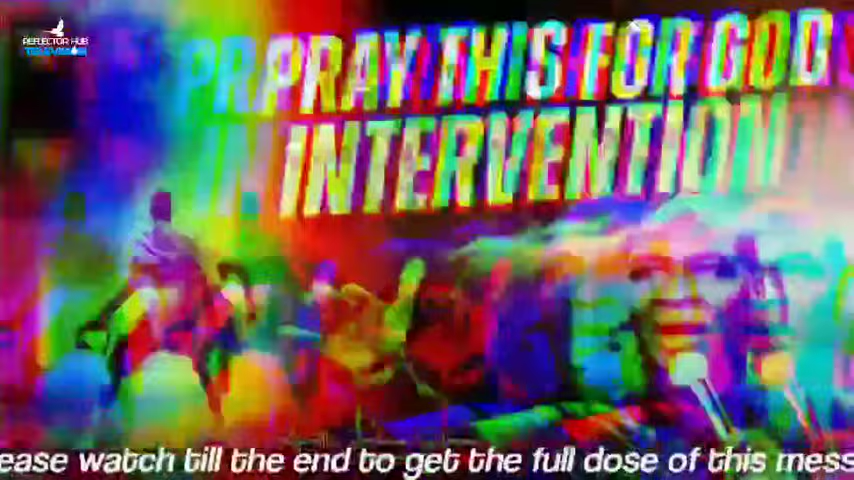 REFLECTOR HUB
TELEVISION
PRAY THIS FOR GOD
INTERVENTION
ease watch till the end to get the full dose of this mess